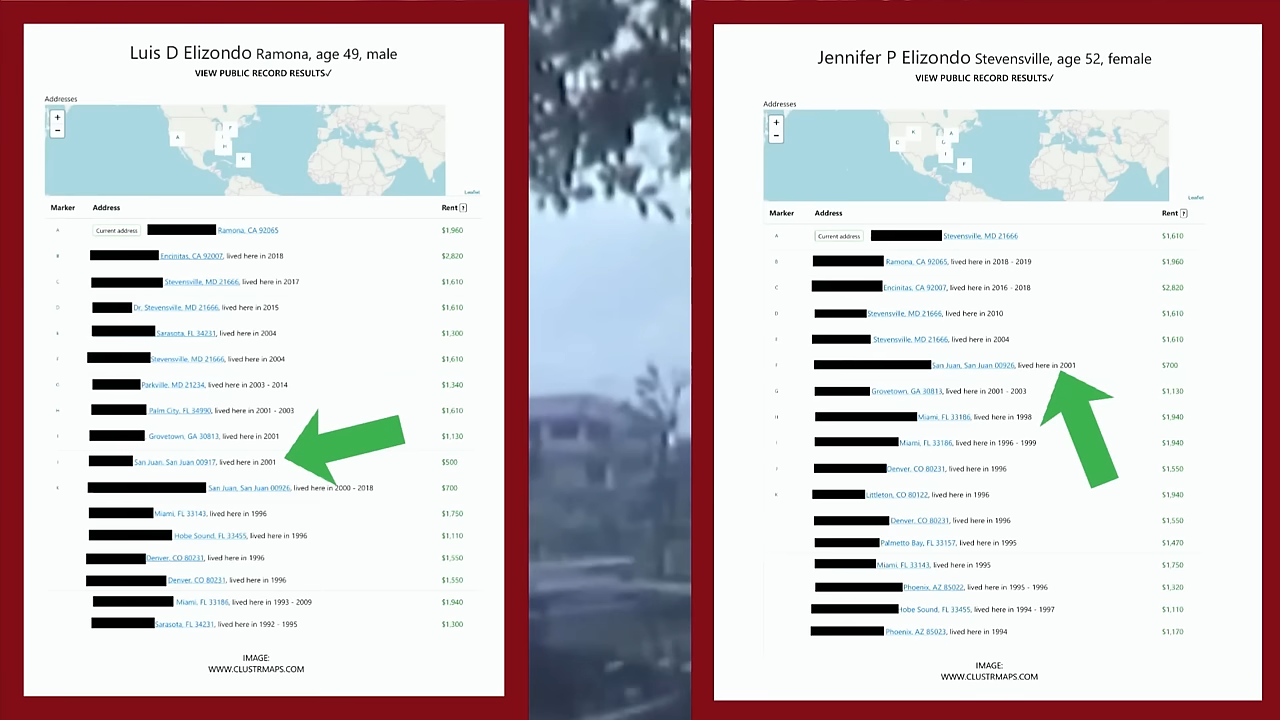 Luis D Elizondo Ramona, age 49, male
VIEW PUBLIC RECORD RESULTS✓
Addresses
+
−
A
F
H
K
Leaflet
Marker Address Rent ?
A Current address Ramona, CA 92065 $1,960
B Encinitas, CA 92007, lived here in 2018 $2,820
C Stevensville, MD 21666, lived here in 2017 $1,610
D Dr, Stevensville, MD 21666, lived here in 2015 $1,610
E Sarasota, FL 34231, lived here in 2004 $1,300
F Stevensville, MD 21666, lived here in 2004 $1,610
G Parkville, MD 21234, lived here in 2003 - 2014 $1,340
H Palm City, FL 34990, lived here in 2001 - 2003 $1,610
I Grovetown, GA 30813, lived here in 2001 $1,130
J San Juan, San Juan 00917, lived here in 2001 $500
K San Juan, San Juan 00926, lived here in 2000 - 2018 $700
Miami, FL 33143, lived here in 1996 $1,750
Hobe Sound, FL 33455, lived here in 1996 $1,110
Denver, CO 80231, lived here in 1996 $1,550
Denver, CO 80231, lived here in 1996 $1,550
Miami, FL 33186, lived here in 1993 - 2009 $1,940
Sarasota, FL 34231, lived here in 1992 - 1995 $1,300
IMAGE:
WWW.CLUSTRMAPS.COM
Jennifer P Elizondo Stevensville, age 52, female
VIEW PUBLIC RECORD RESULTS✓
Addresses
+
−
K
A
C
G
I
F
Leaflet
Marker Address Rent ?
A Current address Stevensville, MD 21666 $1,610
B Ramona, CA 92065, lived here in 2018 - 2019 $1,960
C Encinitas, CA 92007, lived here in 2016 - 2018 $2,820
D Stevensville, MD 21666, lived here in 2010 $1,610
E Stevensville, MD 21666, lived here in 2004 $1,610
F San Juan, San Juan 00926, lived here in 2001 $700
G Grovetown, GA 30813, lived here in 2001 - 2003 $1,130
H Miami, FL 33186, lived here in 1998 $1,940
I Miami, FL 33186, lived here in 1996 - 1999 $1,940
J Denver, CO 80231, lived here in 1996 $1,550
K Littleton, CO 80122, lived here in 1996 $1,940
Denver, CO 80231, lived here in 1996 $1,550
Palmetto Bay, FL 33157, lived here in 1995 $1,470
Miami, FL 33143, lived here in 1995 $1,750
Phoenix, AZ 85022, lived here in 1995 - 1996 $1,320
Hobe Sound, FL 33455, lived here in 1994 - 1997 $1,110
Phoenix, AZ 85023, lived here in 1994 $1,170
IMAGE:
WWW.CLUSTRMAPS.COM